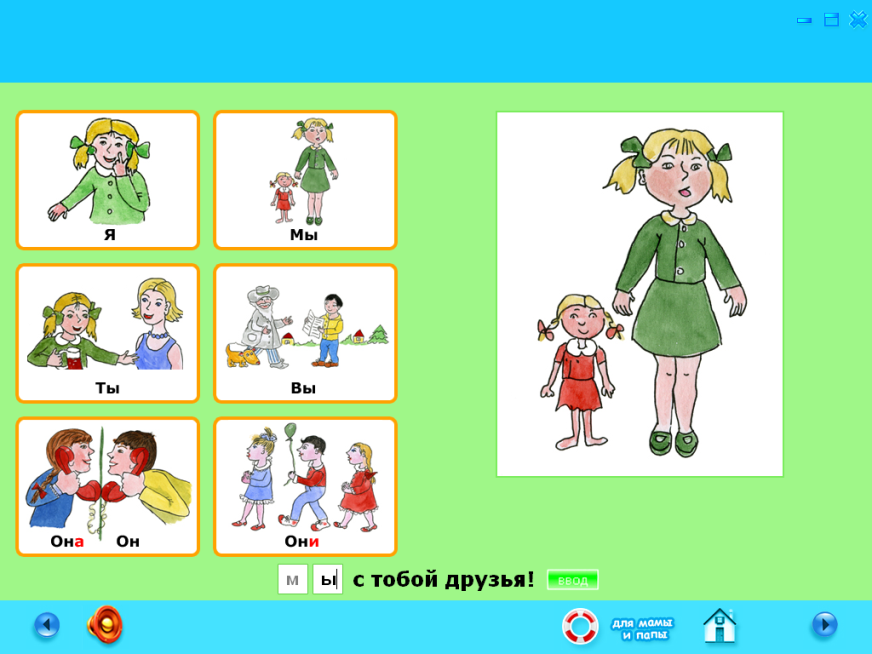 Я
Мы
Ты
Вы
Она Он
Они
м ы с тобой друзья! ввод
для мамы
и папы